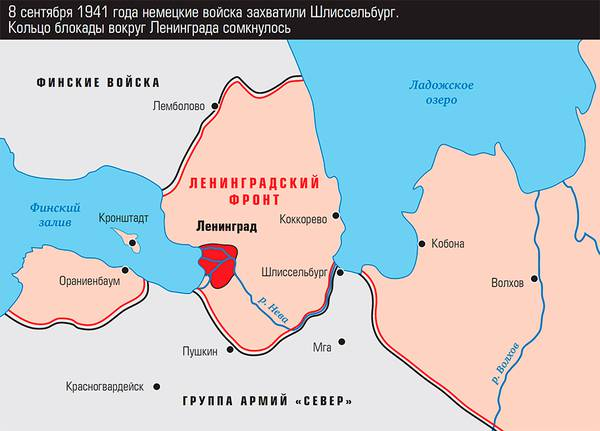 8 сентября 1941 года немецкие войска захватили Шлиссельбург.
Кольцо блокады вокруг Ленинграда сомкнулось
ФИНСКИЕ ВОЙСКА
Ладожское
озеро
Лемболово
ЛЕНИНГРАДСКИЙ
ФРОНТ
Финский
залив
Кронштадт
Ленинград
Коккорево
Кобона
Ораниенбаум
Шлиссельбург
Волхов
р. Нева
Пушкин
Мга
р. Волхов
Красногвардейск
ГРУППА АРМИЙ «СЕВЕР»